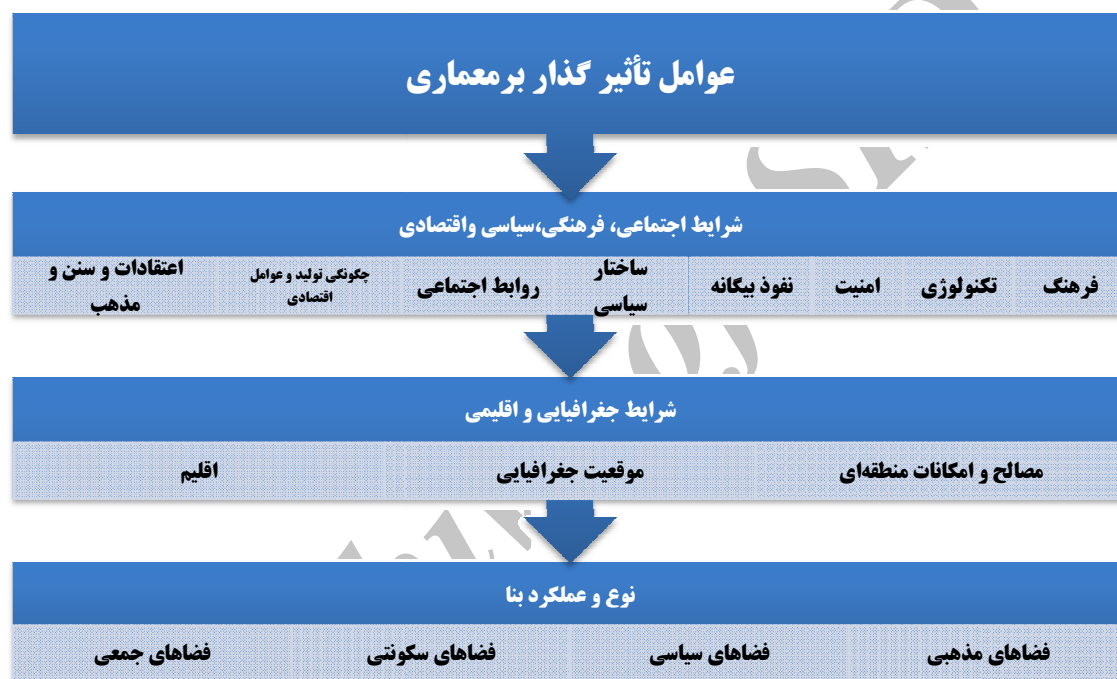 عوامل تأثیر گذار برمعماری
شرایط اجتماعی، فرهنگی،سیاسی واقتصادی
فرهنگ
تکنولوژی
امنیت
نفوذ بیگانه
ساختار
سیاسی
روابط اجتماعی
چگونگی تولید و عوامل
اقتصادی
اعتقادات و سنن و
مذهب
شرایط جغرافیایی و اقلیمی
مصالح و امکانات منطقه‌ای
موقعیت جغرافیایی
اقلیم
نوع و عملکرد بنا
فضاهای مذهبی
فضاهای سیاسی
فضاهای سکونتی
فضاهای جمعی